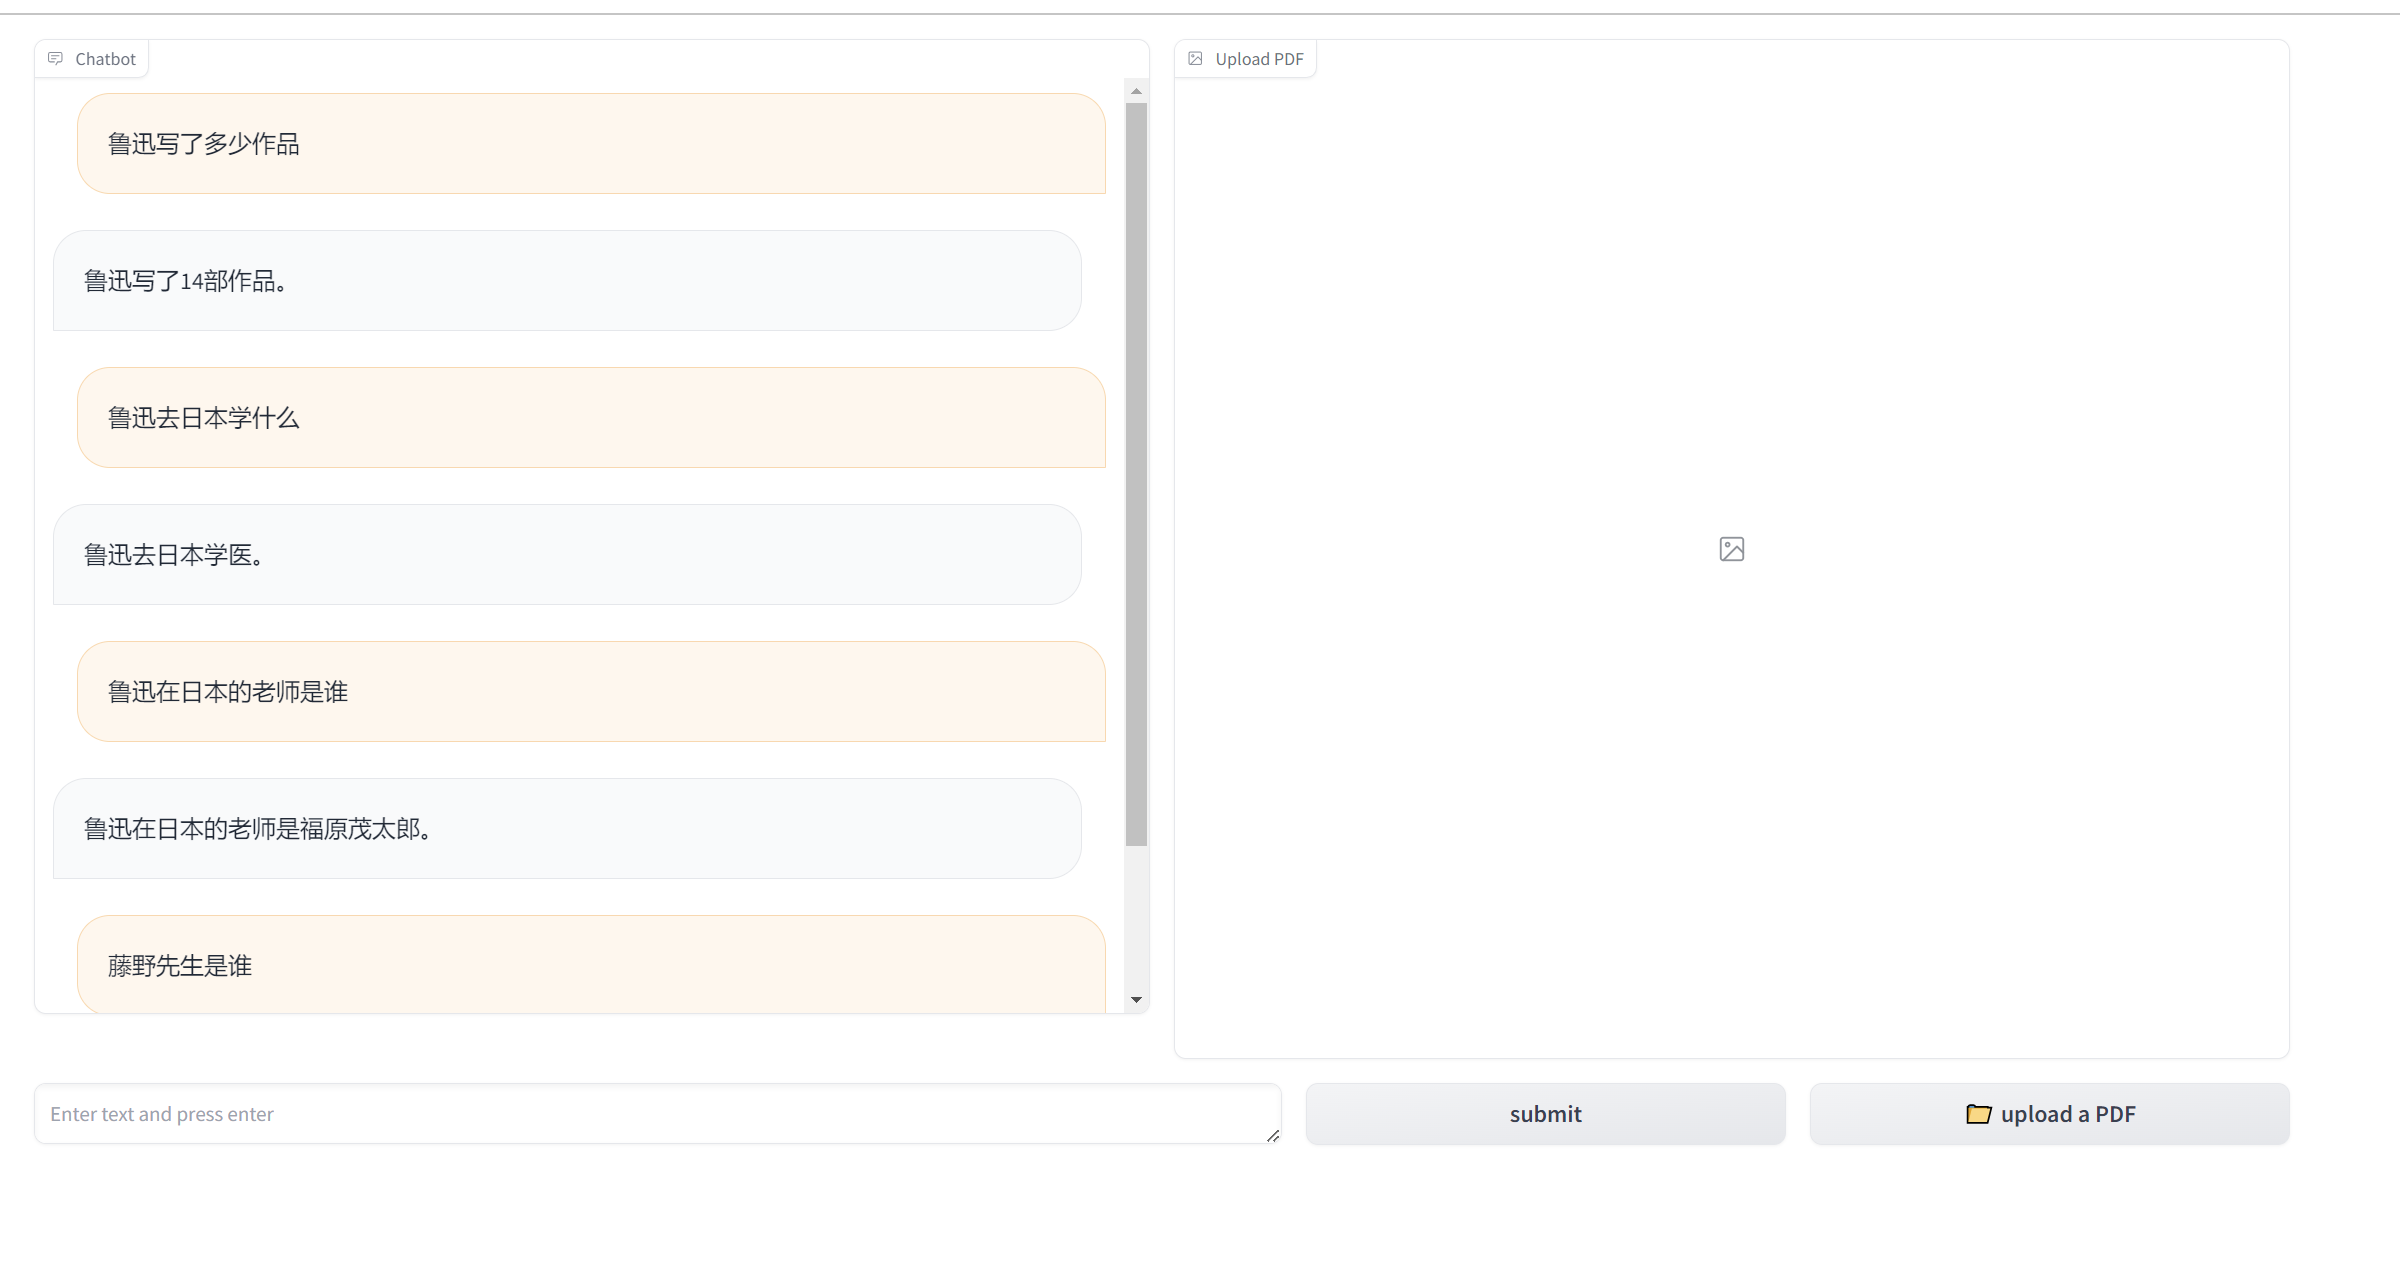 Chatbot
鲁迅写了多少作品
鲁迅写了14部作品。
鲁迅去日本学什么
鲁迅去日本学医。
鲁迅在日本的老师是谁
鲁迅在日本的老师是福原茂太郎。
藤野先生是谁
Upload PDF
Enter text and press enter
submit
upload a PDF